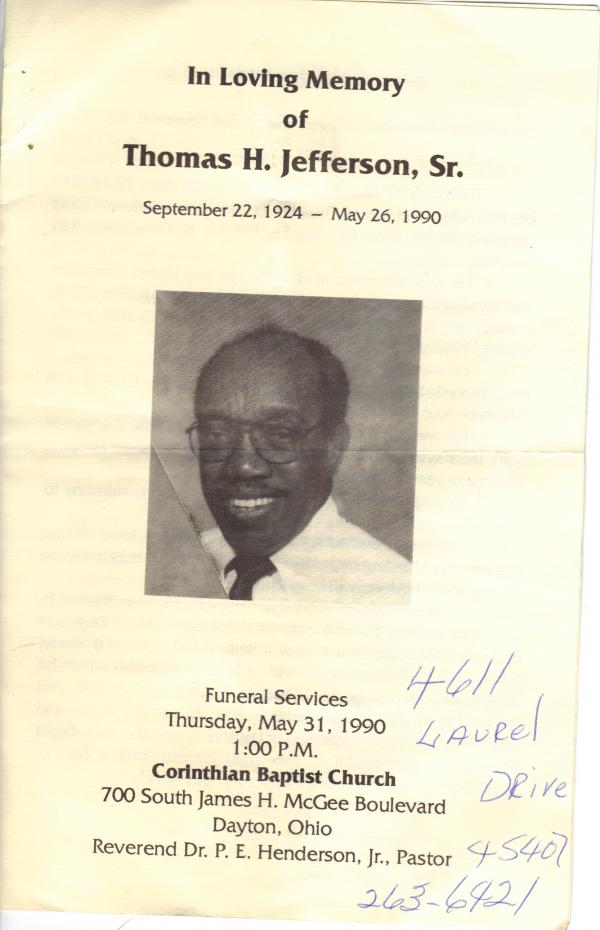 In Loving Memory
of
Thomas H. Jefferson, Sr.
September 22, 1924 – May 26, 1990
Funeral Services
Thursday, May 31, 1990
1:00 P.M.
Corinthian Baptist Church
700 South James H. McGee Boulevard
Dayton, Ohio
Reverend Dr. P. E. Henderson, Jr., Pastor
4611
LAUREl
DRive
45407
263-6421